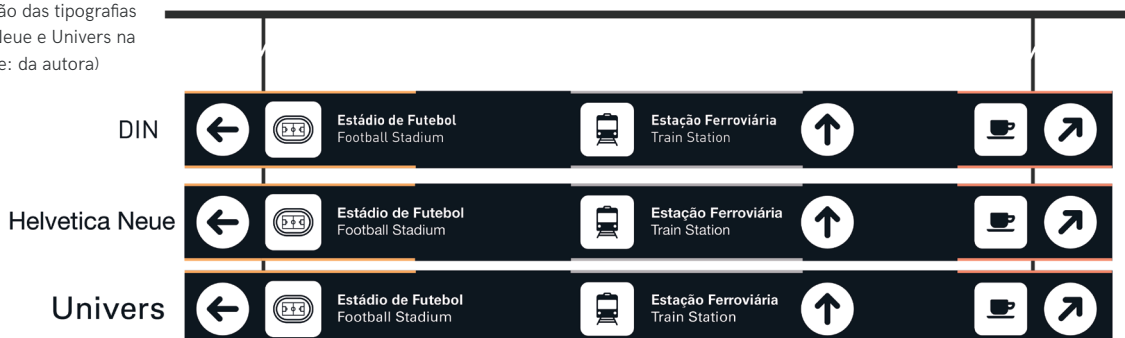 ão das tipografias
Neue e Univers na
e: da autora)
DIN
Estádio de Futebol
Football Stadium
Estação Ferroviária
Train Station
Helvetica Neue
Estádio de Futebol
Football Stadium
Estação Ferroviária
Train Station
Univers
Estádio de Futebol
Football Stadium
Estação Ferroviária
Train Station